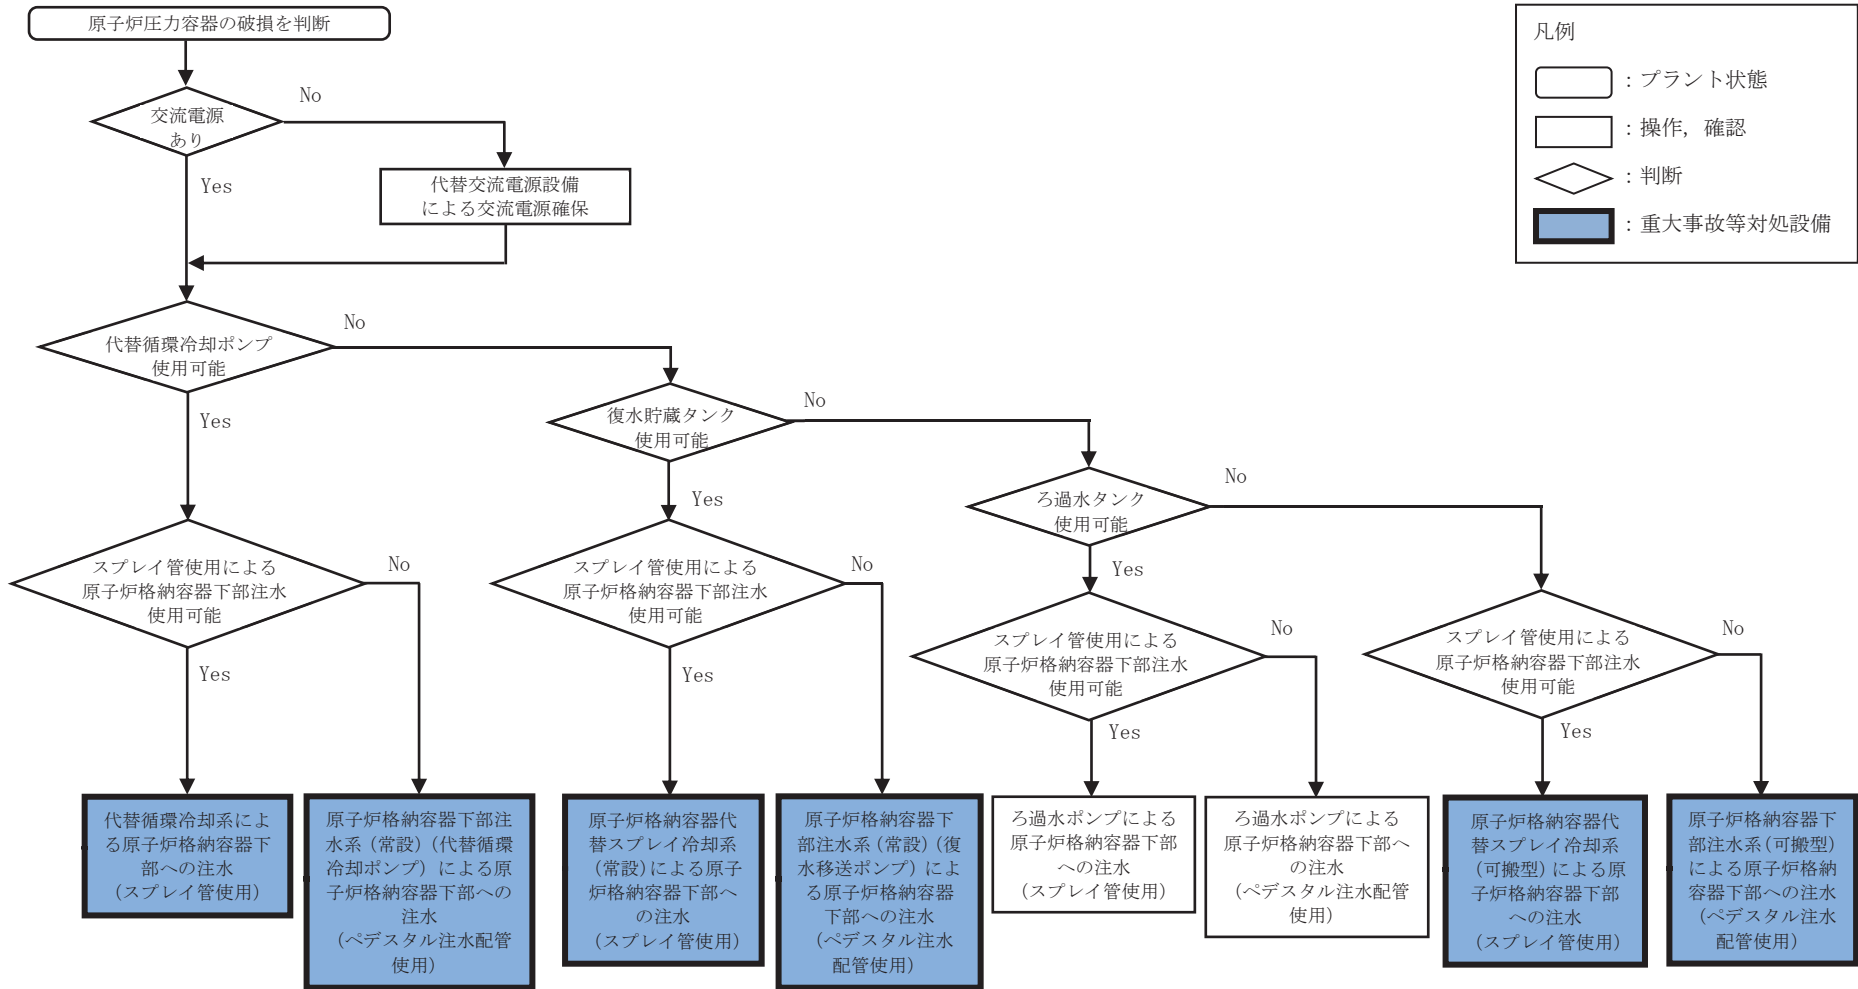 原子炉圧力容器の破損を判断
交流電源
あり
No
Yes
代替交流電源設備
による交流電源確保
代替循環冷却ポンプ
使用可能
No
Yes
復水貯蔵タンク
使用可能
No
Yes
ろ過水タンク
使用可能
No
Yes
スプレイ管使用による
原子炉格納容器下部注水
使用可能
No
Yes
スプレイ管使用による
原子炉格納容器下部注水
使用可能
No
Yes
スプレイ管使用による
原子炉格納容器下部注水
使用可能
No
Yes
スプレイ管使用による
原子炉格納容器下部注水
使用可能
No
Yes
代替循環冷却系によ
る原子炉格納容器下
部への注水
(スプレイ管使用)
原子炉格納容器下部注
水系(常設)(代替循環
冷却ポンプ)による原
子炉格納容器下部への
注水
(ペデスタル注水配管
使用)
原子炉格納容器代
替スプレイ冷却系
(常設)による原子
炉格納容器下部へ
の注水
(スプレイ管使用)
原子炉格納容器下
部注水系(常設)(復
水移送ポンプ)によ
る原子炉格納容器
下部への注水
(ペデスタル注水
配管使用)
ろ過水ポンプによる
原子炉格納容器下部
への注水
(スプレイ管使用)
ろ過水ポンプによる
原子炉格納容器下部へ
の注水
(ペデスタル注水配管
使用)
原子炉格納容器代
替スプレイ冷却系
(可搬型)による原
子炉格納容器下部
への注水
(スプレイ管使用)
原子炉格納容器下
部注水系(可搬型)
による原子炉格納
容器下部への注水
(ペデスタル注水
配管使用)
凡例
:プラント状態
:操作,確認
:判断
:重大事故等対処設備